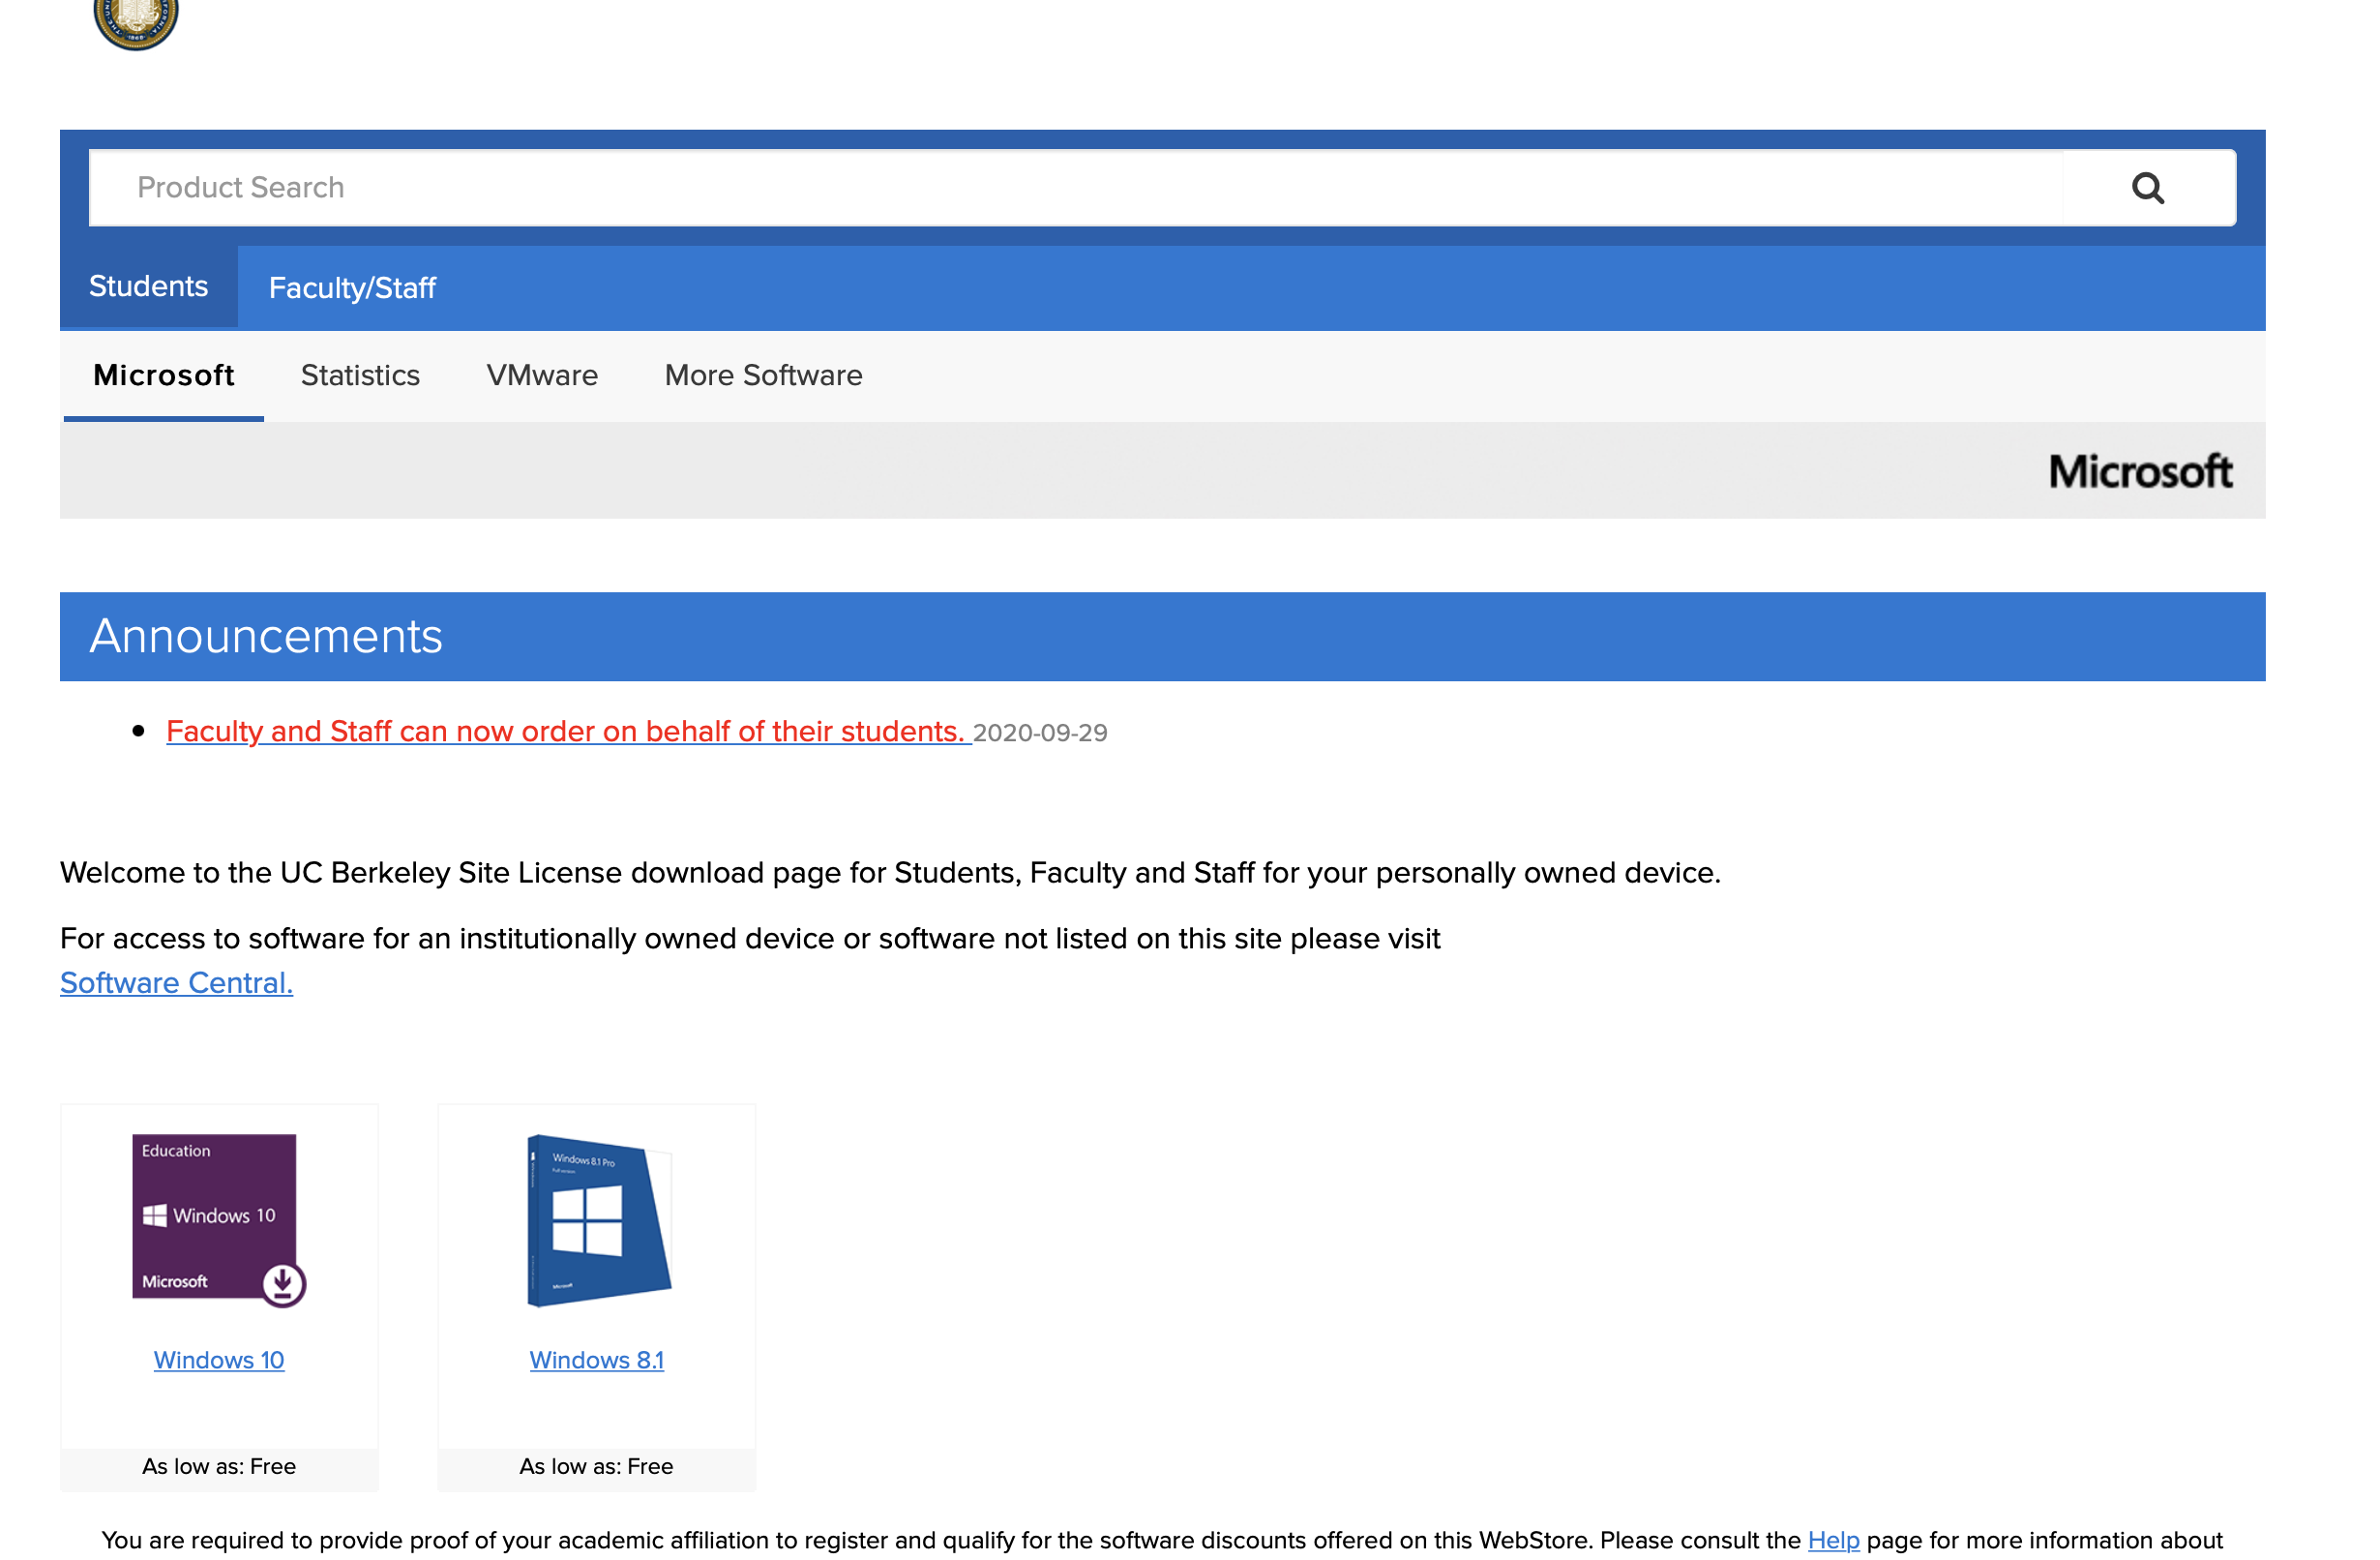 1868
Product Search
Students Faculty/Staff
Microsoft Statistics VMware More Software
Microsoft
Announcements
Faculty and Staff can now order on behalf of their students. 2020-09-29
Welcome to the UC Berkeley Site License download page for Students, Faculty and Staff for your personally owned device.
For access to software for an institutionally owned device or software not listed on this site please visit
Software Central.
Education
Windows 10
Microsoft
Windows 8.1 Pro
Microsoft
Windows 10 Windows 8.1
As low as: Free As low as: Free
You are required to provide proof of your academic affiliation to register and qualify for the software discounts offered on this WebStore. Please consult the Help page for more information about